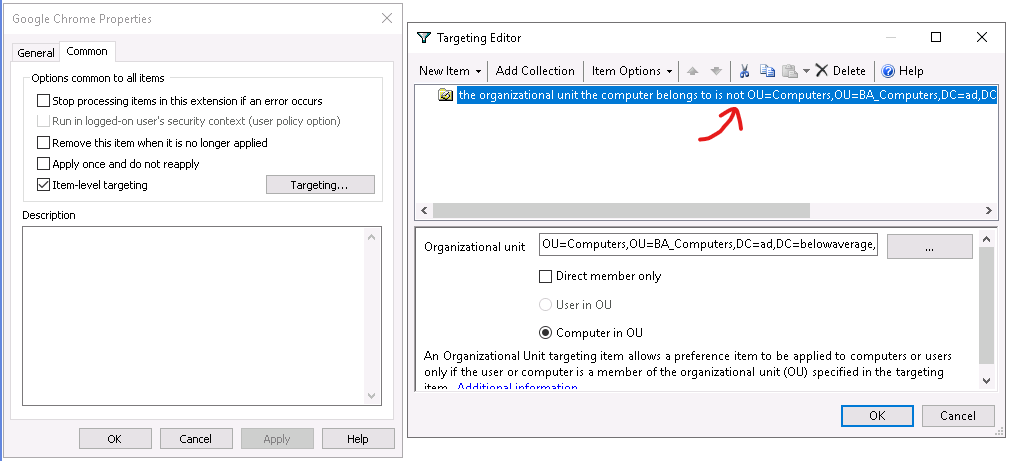 Google Chrome Properties
General
Common
Options common to all items
Stop processing items in this extension if an error occurs
Run in logged-on user's security context (user policy option)
Remove this item when it is no longer applied
Apply once and do not reapply
Item-level targeting
Targeting...
Description
OK
Cancel
Apply
Help
Targeting Editor
New Item
Add Collection
Item Options
Delete
Help
the organizational unit the computer belongs to is not OU=Computers,OU=BA_Computers,DC=ad,DC
Organizational unit
OU=Computers,OU=BA_Computers,DC=ad,DC=belowaverage,
...
Direct member only
User in OU
Computer in OU
An Organizational Unit targeting item allows a preference item to be applied to computers or users
only if the user or computer is a member of the organizational unit (OU) specified in the targeting
item. Additional information
OK
Cancel